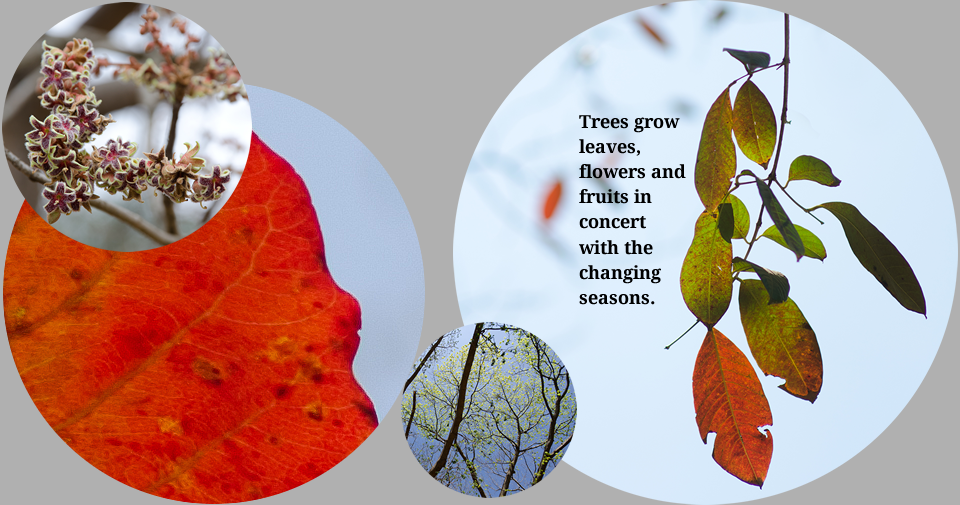 Trees grow
leaves,
flowers and
fruits in
concert
with the
changing
seasons.